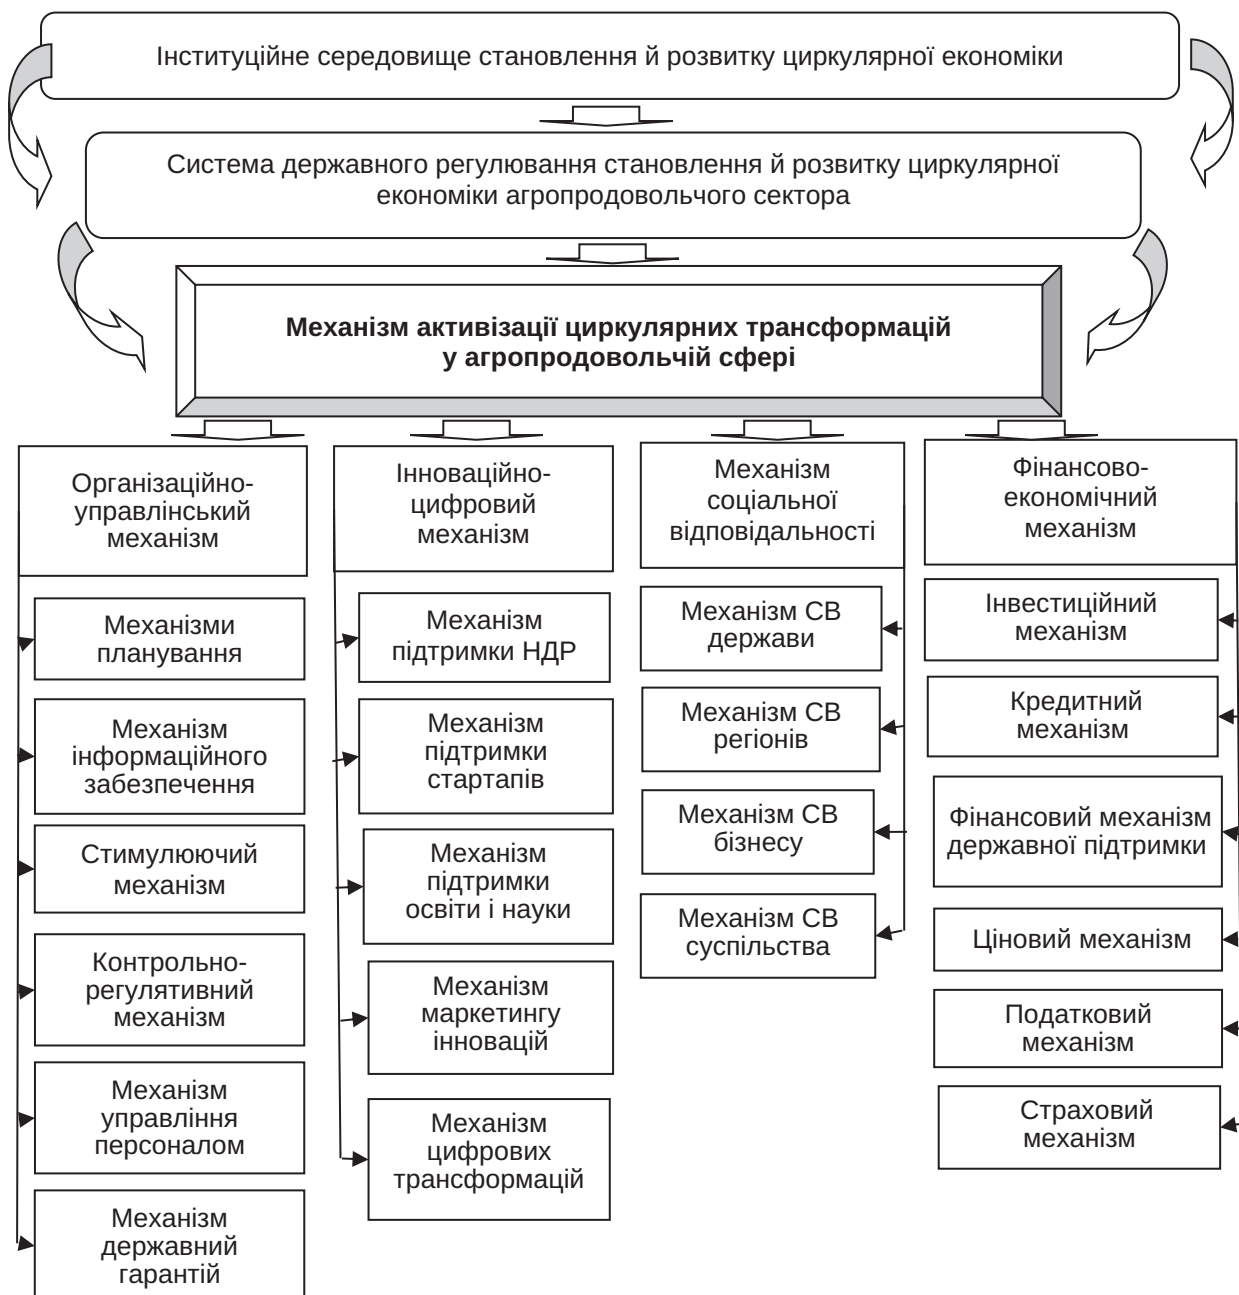 Інституційне середовище становлення й розвитку циркулярної економіки
Система державного регулювання становлення й розвитку циркулярної
економіки агропродовольчого сектора
Механізм активізації циркулярних трансформацій
у агропродовольчій сфері
Організаційно-
управлінський
механізм
Механізми
планування
Механізм
інформаційного
забезпечення
Стимулюючий
механізм
Контрольно-
регулятивний
механізм
Механізм
управління
персоналом
Механізм
державний
гарантій
Інноваційно-
цифровий
механізм
Механізм
підтримки НДР
Механізм
підтримки
стартапів
Механізм
підтримки
освіти і науки
Механізм
маркетингу
інновацій
Механізм
цифрових
трансформацій
Механізм
соціальної
відповідальності
Механізм СВ
держави
Механізм СВ
регіонів
Механізм СВ
бізнесу
Механізм СВ
суспільства
Фінансово-
економічний
механізм
Інвестиційний
механізм
Кредитний
механізм
Фінансовий механізм
державної підтримки
Ціновий механізм
Податковий
механізм
Страховий
механізм